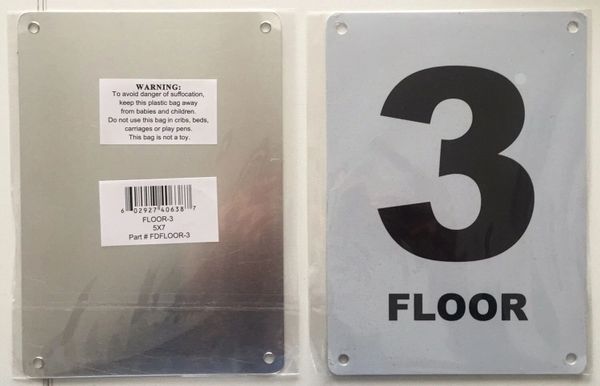 WARNING:
To avoid danger of suffocation,
keep this plastic bag away
from babies and children.
Do not use this bag in cribs, beds,
carriages or play pens.
This bag is not a toy.
6 02927 40638 7
FLOOR-3
5X7
Part # FDFLOOR-3
3
FLOOR